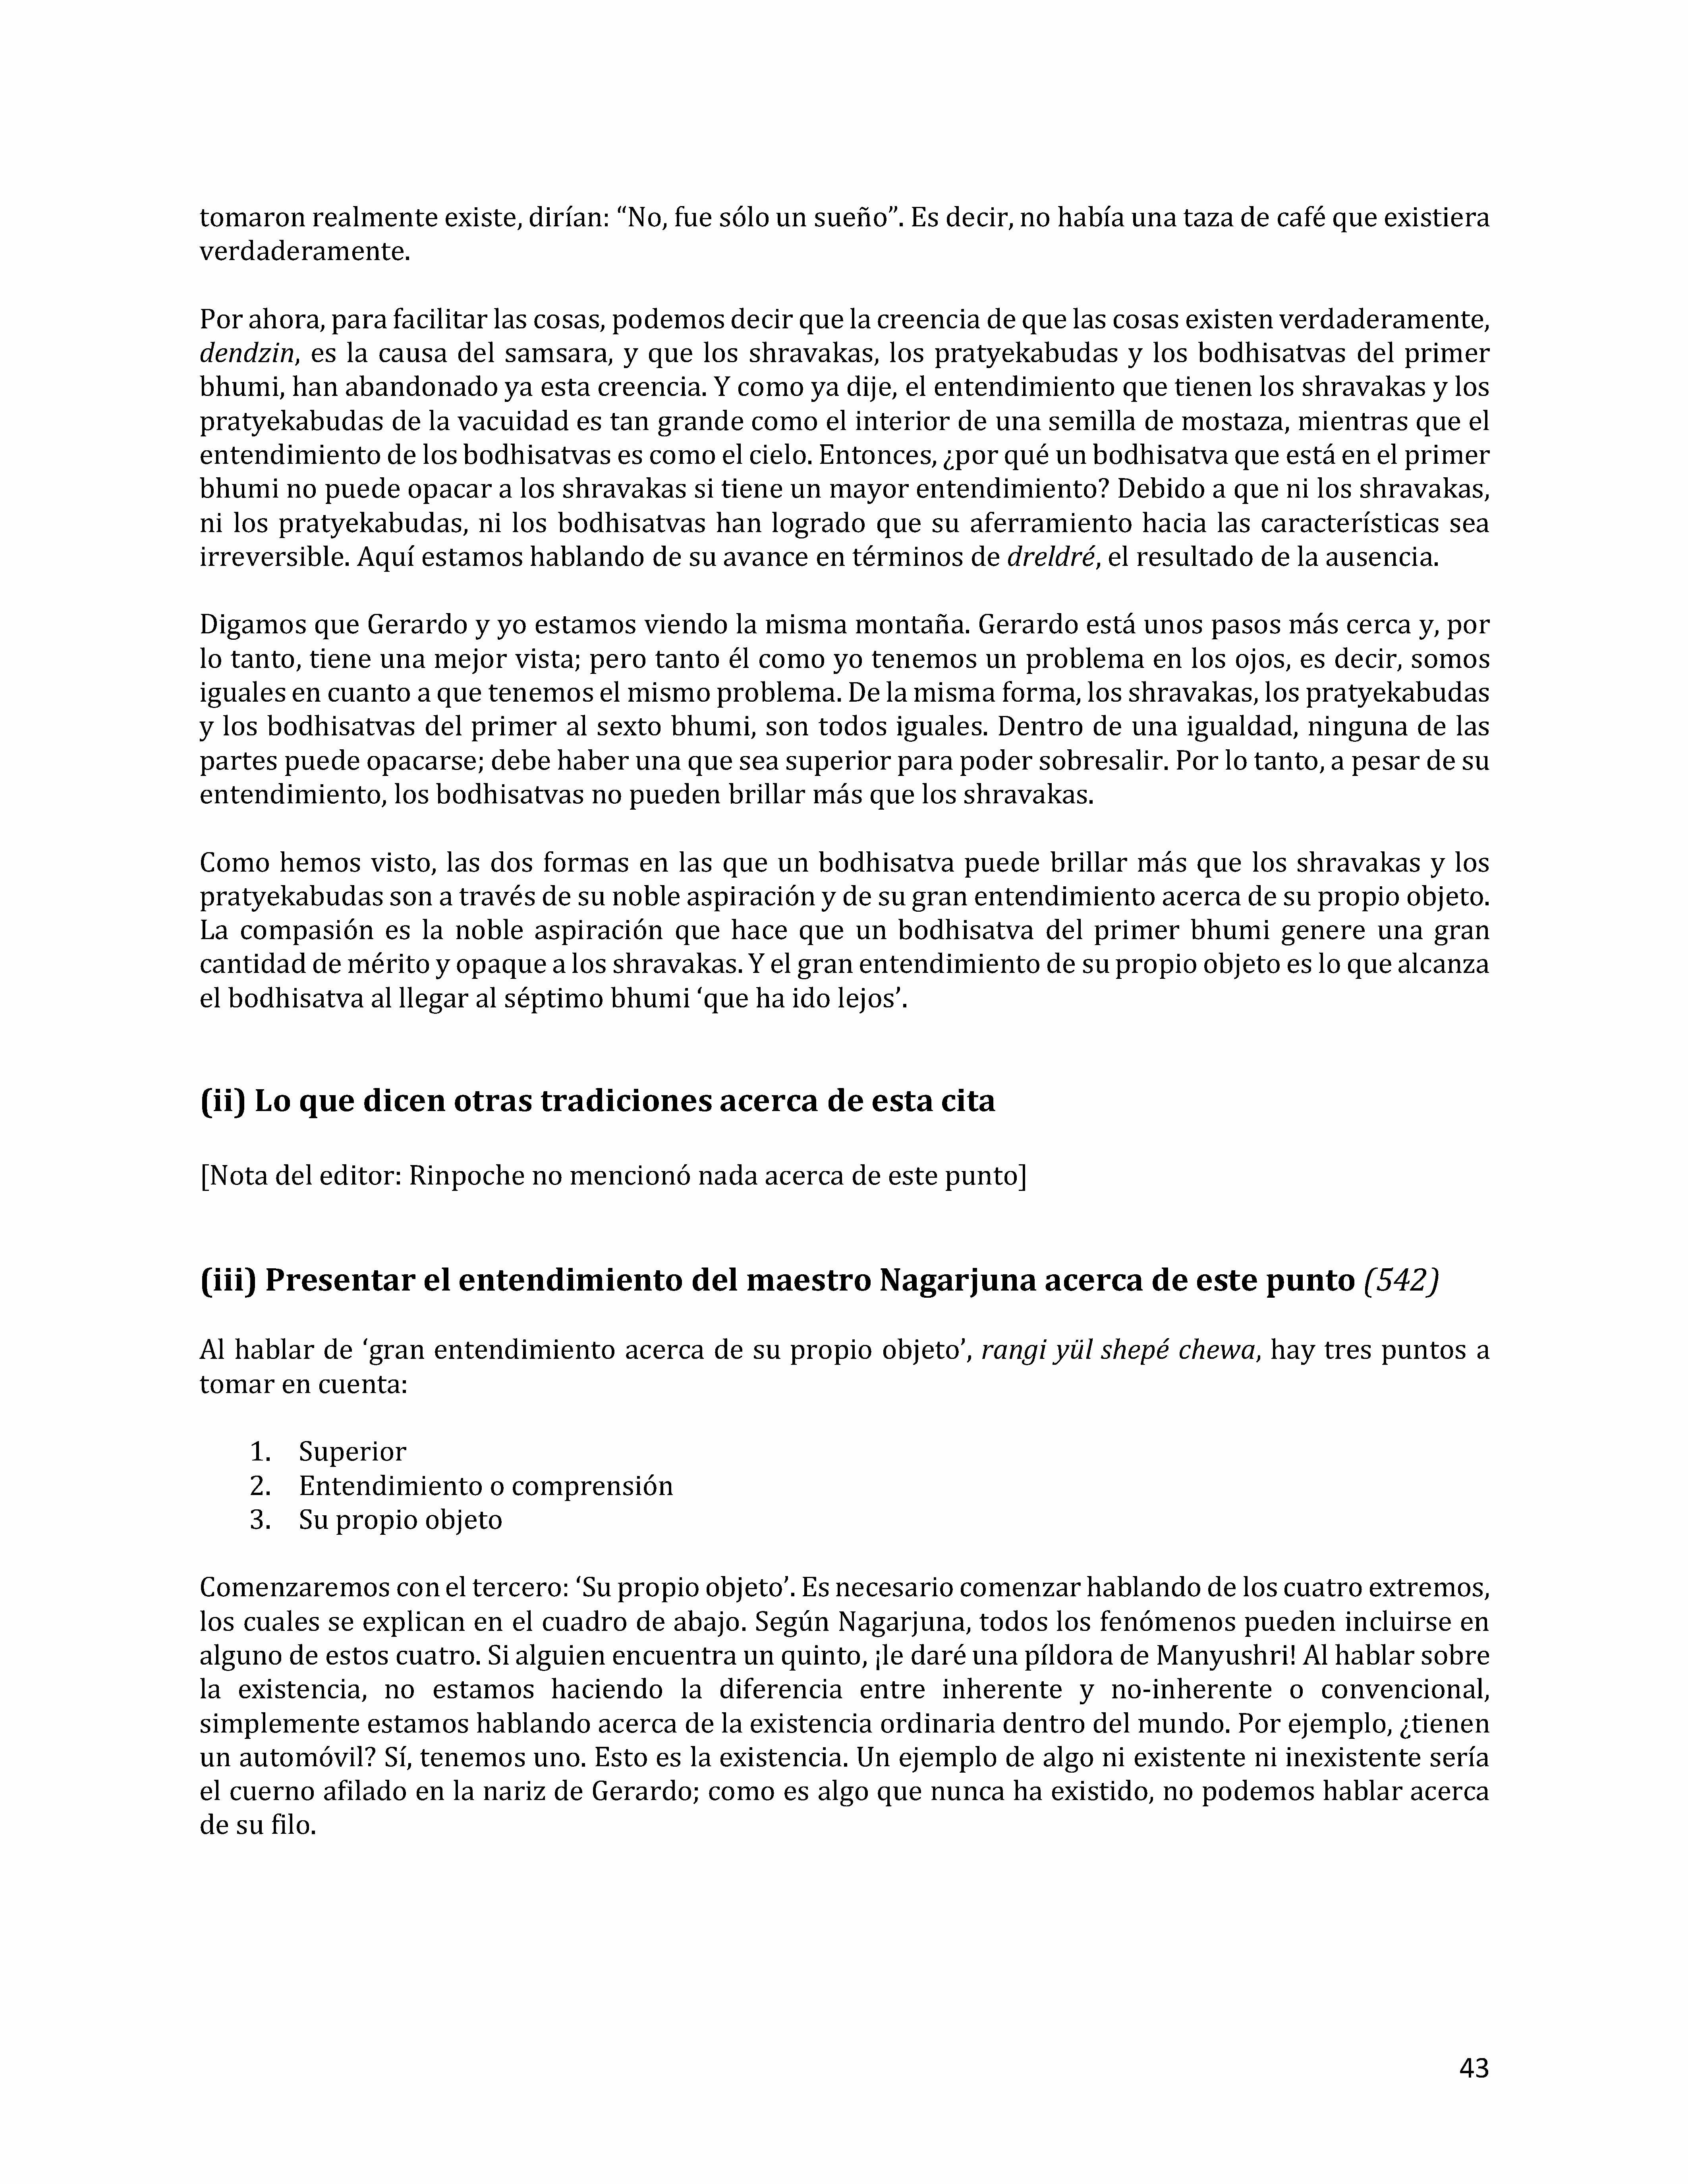 tomaron realmente existe, dirían: “No, fue sólo un sueño”. Es decir, no había una taza de café que existiera
verdaderamente.
Por ahora, para facilitar las cosas, podemos decir que la creencia de que las cosas existen verdaderamente,
dendzin, es la causa del samsara, y que los shravakas, los pratyekabudas y los bodhisatvas del primer
bhumi, han abandonado ya esta creencia. Y como ya dije, el entendimiento que tienen los shravakas y los
pratyekabudas de la vacuidad es tan grande como el interior de una semilla de mostaza, mientras que el
entendimiento de los bodhisatvas es como el cielo. Entonces, ¿por qué un bodhisatva que está en el primer
bhumi no puede opacar a los shravakas si tiene un mayor entendimiento? Debido a que ni los shravakas,
ni los pratyekabudas, ni los bodhisatvas han logrado que su aferramiento hacia las características sea
irreversible. Aquí estamos hablando de su avance en términos de dreldré, el resultado de la ausencia.
Digamos que Gerardo y yo estamos viendo la misma montaña. Gerardo está unos pasos más cerca y, por
lo tanto, tiene una mejor vista; pero tanto él como yo tenemos un problema en los ojos, es decir, somos
iguales en cuanto a que tenemos el mismo problema. De la misma forma, los shravakas, los pratyekabudas
y los bodhisatvas del primer al sexto bhumi, son todos iguales. Dentro de una igualdad, ninguna de las
partes puede opacarse; debe haber una que sea superior para poder sobresalir. Por lo tanto, a pesar de su
entendimiento, los bodhisatvas no pueden brillar más que los shravakas.
Como hemos visto, las dos formas en las que un bodhisatva puede brillar más que los shravakas y los
pratyekabudas son a través de su noble aspiración y de su gran entendimiento acerca de su propio objeto.
La compasión es la noble aspiración que hace que un bodhisatva del primer bhumi genere una gran
cantidad de mérito y opaque a los shravakas. Y el gran entendimiento de su propio objeto es lo que alcanza
el bodhisatva al llegar al séptimo bhumi ‘que ha ido lejos’.
(ii) Lo que dicen otras tradiciones acerca de esta cita
[Nota del editor: Rinpoche no mencionó nada acerca de este punto]
(iii) Presentar el entendimiento del maestro Nagarjuna acerca de este punto (542)
Al hablar de ‘gran entendimiento acerca de su propio objeto’, rangi yül shepé chewa, hay tres puntos a
tomar en cuenta:
1. Superior
2. Entendimiento o comprensión
3. Su propio objeto
Comenzaremos con el tercero: ‘Su propio objeto’. Es necesario comenzar hablando de los cuatro extremos,
los cuales se explican en el cuadro de abajo. Según Nagarjuna, todos los fenómenos pueden incluirse en
alguno de estos cuatro. Si alguien encuentra un quinto, ¡le daré una píldora de Manyushri! Al hablar sobre
la existencia, no estamos haciendo la diferencia entre inherente y no-inherente o convencional,
simplemente estamos hablando acerca de la existencia ordinaria dentro del mundo. Por ejemplo, ¿tienen
un automóvil? Sí, tenemos uno. Esto es la existencia. Un ejemplo de algo ni existente ni inexistente sería
el cuerno afilado en la nariz de Gerardo; como es algo que nunca ha existido, no podemos hablar acerca
de su filo.
43